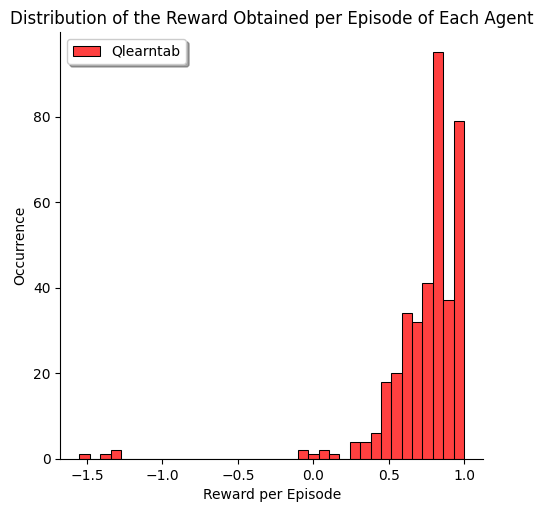 Distribution of the Reward Obtained per Episode of Each Agent
Qlearntab
Occurrence
80
60
40
20
0
−1.5 −1.0 −0.5 0.0 0.5 1.0
Reward per Episode